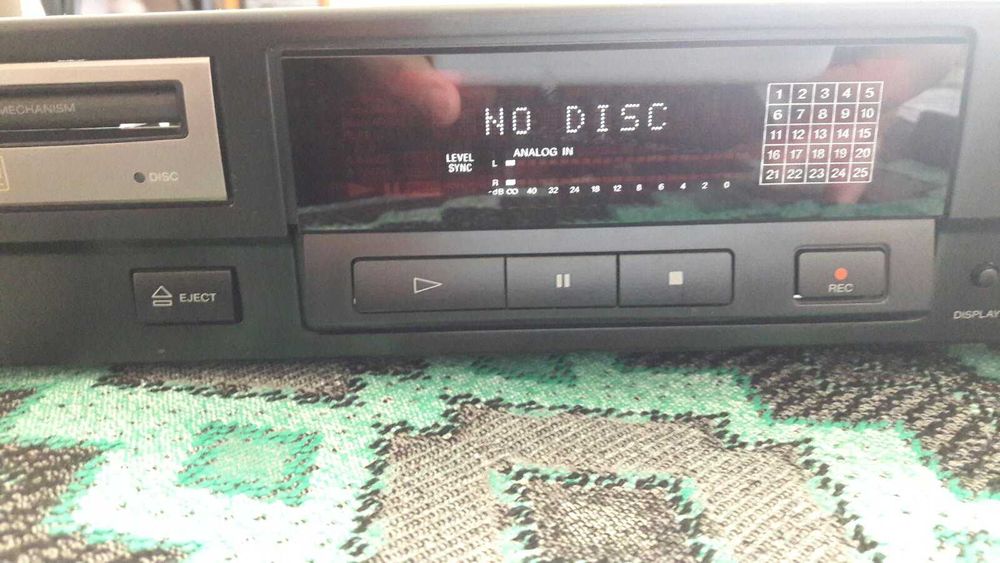 MECHANISM
DISC
EJECT
NO DISC
LEVEL
SYNC
ANALOG IN
L
R
-dB OO 40 32 24 18 12 8 6 4 2 0
1 2 3 4 5
6 7 8 9 10
11 12 13 14 15
16 17 18 19 20
21 22 23 24 25
REC
DISPLAY